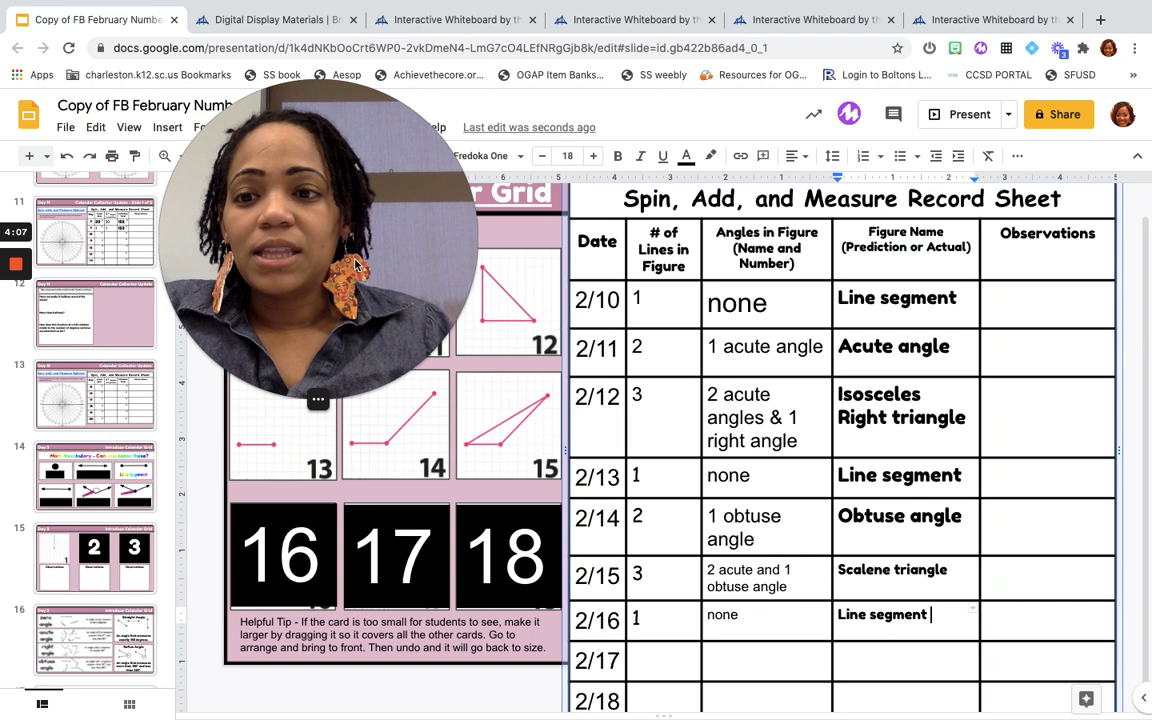 Copy of FB February Numbe
Digital Display Materials | Br
Interactive Whiteboard by th
Interactive Whiteboard by th
Interactive Whiteboard by th
Interactive Whiteboard by th
docs.google.com/presentation/d/1k4dNKbOoCrt6WP0-2vkDmeN4-LmG7cO4LEfNRgGjb8k/edit#slide=id.gb422b86ad4_0_1
Apps
charleston.k12.sc.us Bookmarks
SS book
Aesop
Achievethecore.org...
OGAP Item Banks...
SS weekly
Resources for OG...
Login to Boltons L...
CCSD PORTAL
SFUSD
Copy of FB February Numb
File Edit View Insert
elp
Last edit was seconds ago
Present
Share
Fredoka One
18
4:07
11
12
13
14
15
16
er Grid
12
13
14
15
16 17 18
Helpful Tip - If the card is too small for students to see, make it
larger by dragging it so it covers all the other cards. Go to
arrange and bring to front. Then undo and it will go back to size.
Spin, Add, and Measure Record Sheet
Date
# of
Lines in
Figure
Angles in Figure
(Name and
Number)
Figure Name
(Prediction or Actual)
Observations
2/10 1 none Line segment
2/11 2 1 acute angle Acute angle
2/12 3 2 acute
angles & 1
right angle
Isosceles
Right triangle
2/13 1 none Line segment
2/14 2 1 obtuse
angle
Obtuse angle
2/15 3 2 acute and 1
obtuse angle
Scalene triangle
2/16 1 none Line segment
2/17
2/18